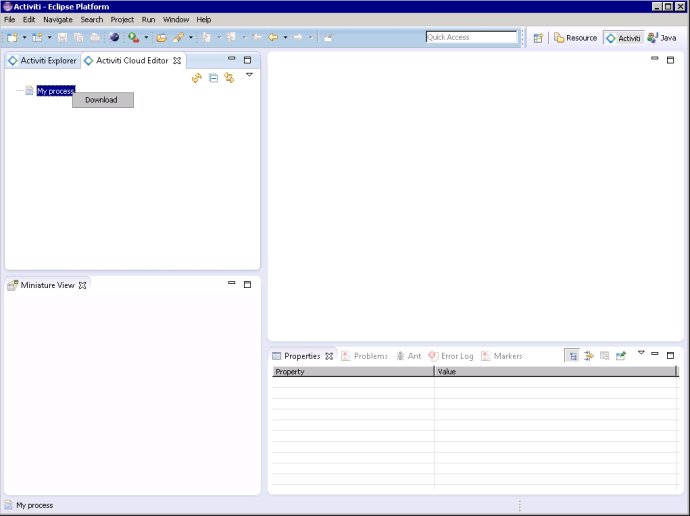 Activiti - Eclipse Platform
File Edit Navigate Search Project Run Window Help
Quick Access
Resource Activiti Java
Activiti Explorer Activiti Cloud Editor
My process
Download
Miniature View
Properties Problems Ant Error Log Markers
Property Value
My process